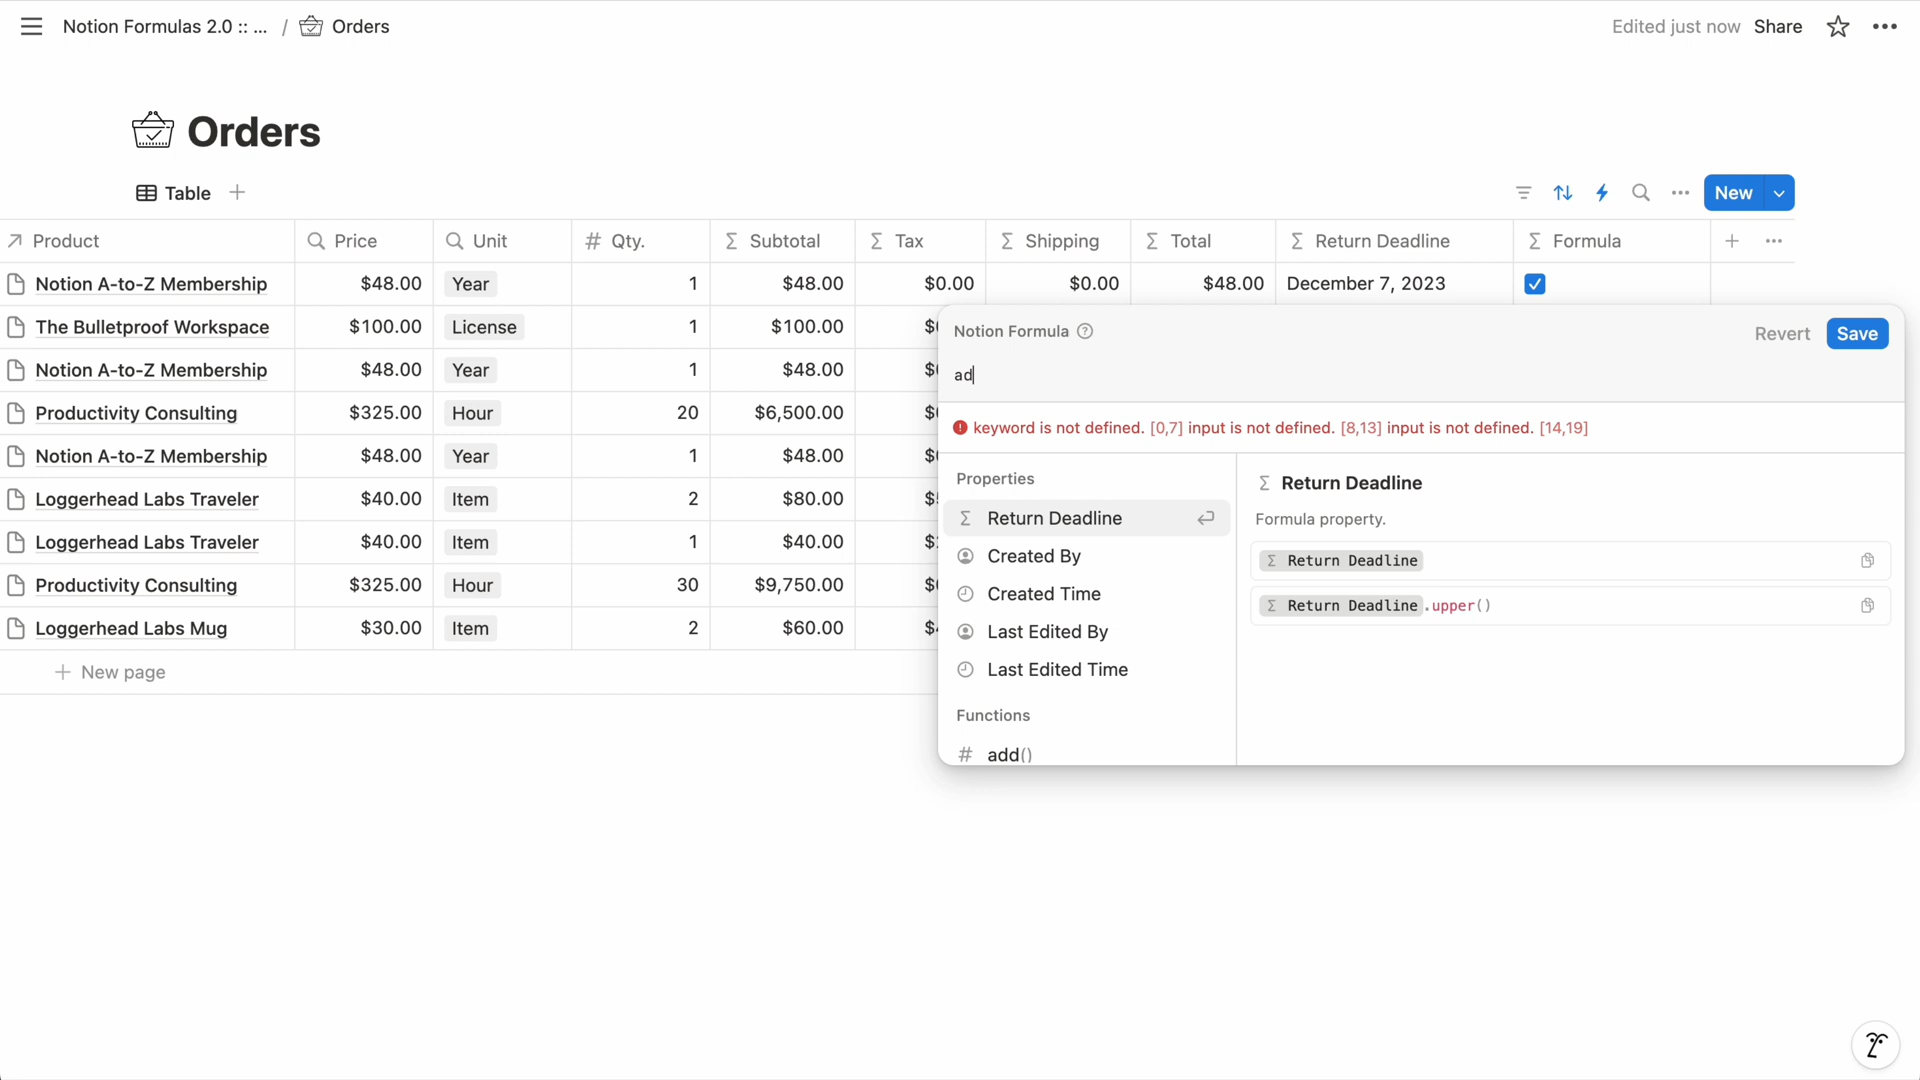 Notion Formulas 2.0 :: ... / Orders
Edited just now Share
Orders
Table
New
Product Price Unit # Qty. Σ Subtotal Σ Tax Σ Shipping Σ Total Σ Return Deadline Σ Formula
Notion A-to-Z Membership $48.00 Year 1 $48.00 $0.00 $0.00 $48.00 December 7, 2023
The Bulletproof Workspace $100.00 License 1 $100.00
Notion A-to-Z Membership $48.00 Year 1 $48.00
Productivity Consulting $325.00 Hour 20 $6,500.00
Notion A-to-Z Membership $48.00 Year 1 $48.00
Loggerhead Labs Traveler $40.00 Item 2 $80.00
Loggerhead Labs Traveler $40.00 Item 1 $40.00
Productivity Consulting $325.00 Hour 30 $9,750.00
Loggerhead Labs Mug $30.00 Item 2 $60.00
New page
Notion Formula
Revert Save
ad
keyword is not defined. [0,7] input is not defined. [8,13] input is not defined. [14,19]
Properties
Σ Return Deadline
Created By
Created Time
Last Edited By
Last Edited Time
Functions
# add()
Σ Return Deadline
Formula property.
Σ Return Deadline
Σ Return Deadline.upper()